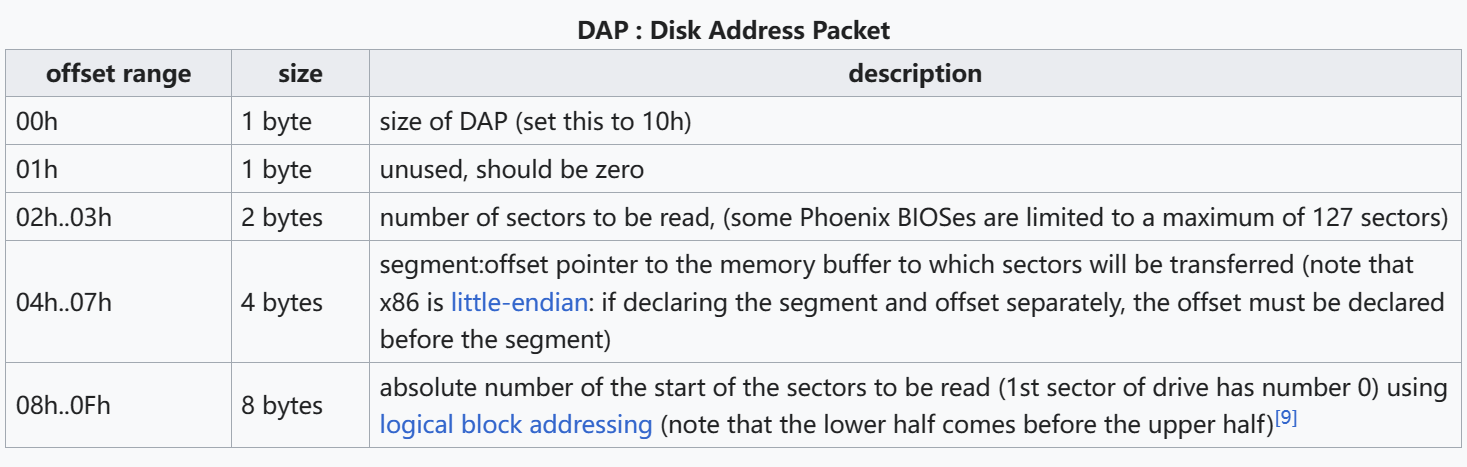 DAP : Disk Address Packet
offset range size description
00h 1 byte size of DAP (set this to 10h)
01h 1 byte unused, should be zero
02h..03h 2 bytes number of sectors to be read, (some Phoenix BIOSes are limited to a maximum of 127 sectors)
04h..07h 4 bytes segment:offset pointer to the memory buffer to which sectors will be transferred (note that
x86 is little-endian: if declaring the segment and offset separately, the offset must be declared
before the segment)
08h..0Fh 8 bytes absolute number of the start of the sectors to be read (1st sector of drive has number 0) using
logical block addressing (note that the lower half comes before the upper half)[9]